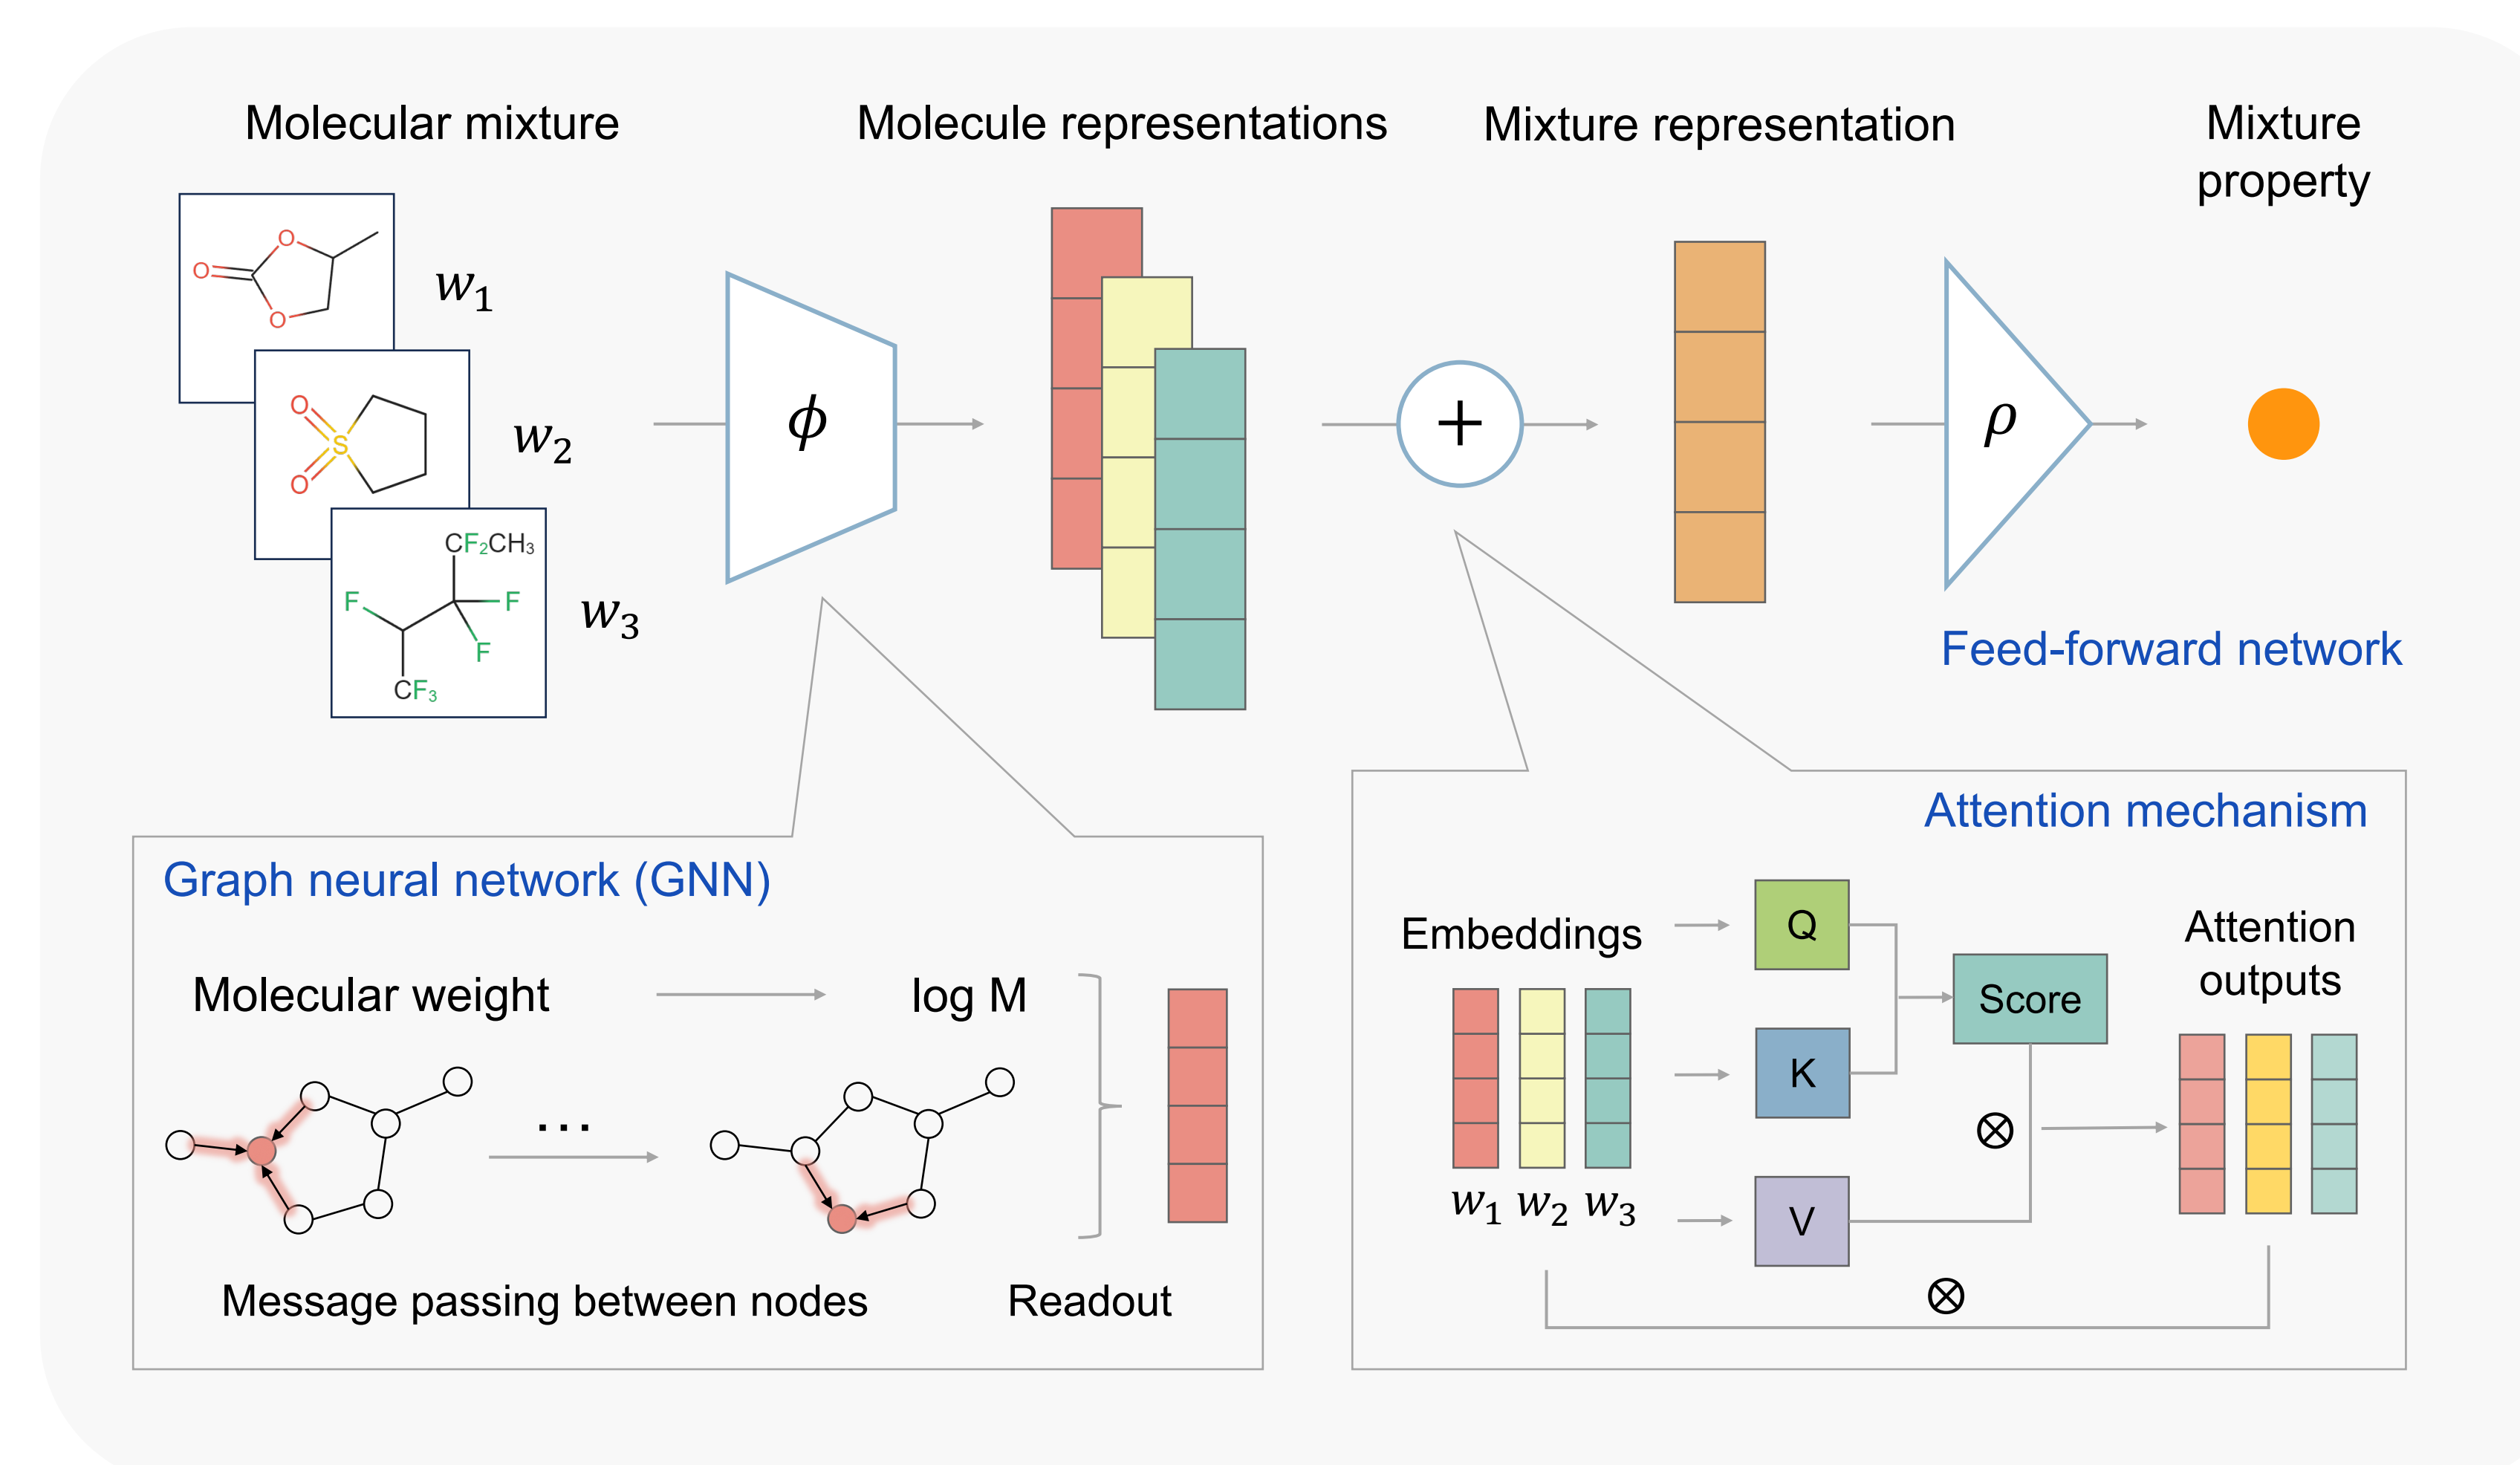 Molecular mixture
Molecule representations
Mixture representation
Mixture
property
O
O
O
w₁
O
S
O
w₂
CF₂CH₃
F
F
F
CF₃
w₃
ϕ
+
ρ
Feed-forward network
Graph neural network (GNN)
Molecular weight
log M
...
Message passing between nodes
Readout
Attention mechanism
Embeddings
w₁ w₂ w₃
Q
K
V
Score
⊗
⊗
Attention
outputs